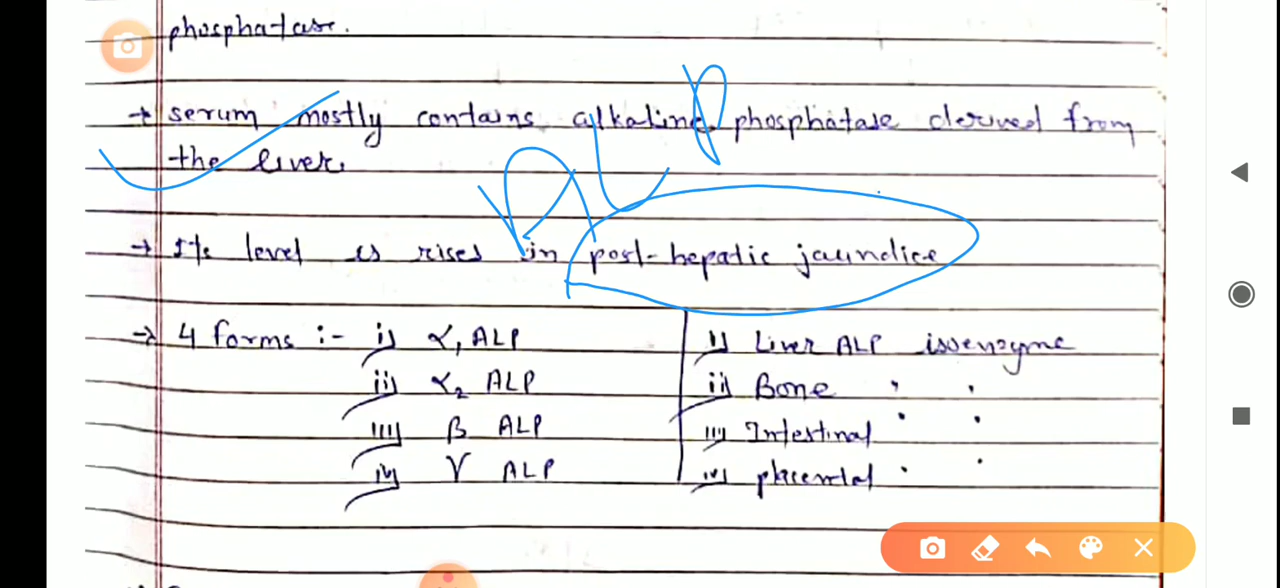 phosphatase.
→ serum mostly contains alkaline phosphatase derived from
the liver.
ALP
→ Its level is rises in post-hepatic jaundice
→ 4 forms :- i) α₁ ALP
ii) α₂ ALP
iii) β ALP
iv) γ ALP
i) Liver ALP isoenzyme
ii) Bone " "
iii) Intestinal " "
iv) placental " "